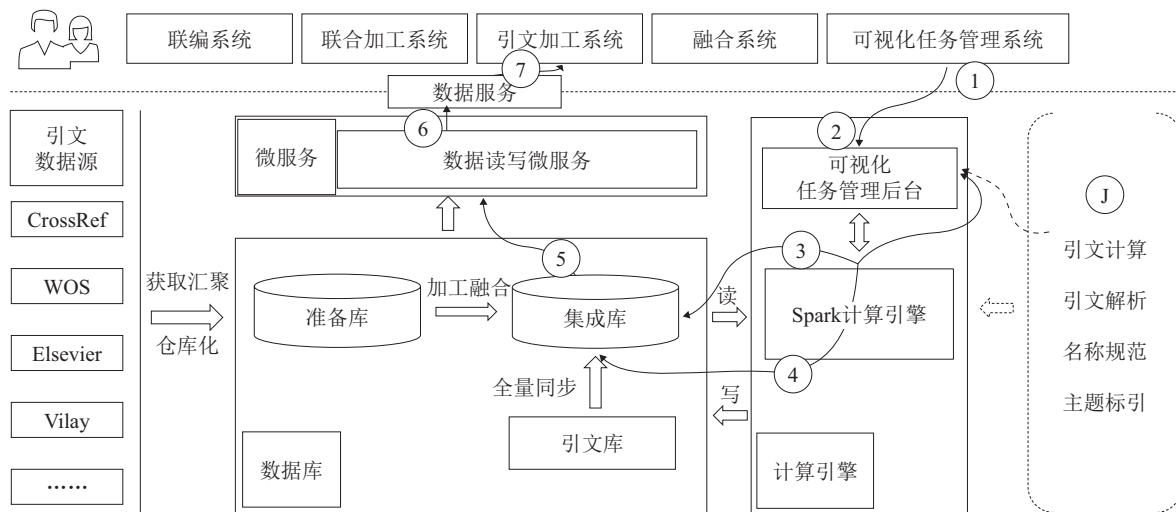 联编系统
联合加工系统
引文加工系统
融合系统
可视化任务管理系统
⑦
①
数据服务
引文
数据源
CrossRef
WOS
Elsevier
Vilay
……
获取汇聚
仓库化
⑥
微服务
数据读写微服务
⑤
准备库
加工融合
集成库
全量同步
引文库
数据库
读
写
②
可视化
任务管理后台
③
Spark计算引擎
④
计算引擎
J
引文计算
引文解析
名称规范
主题标引